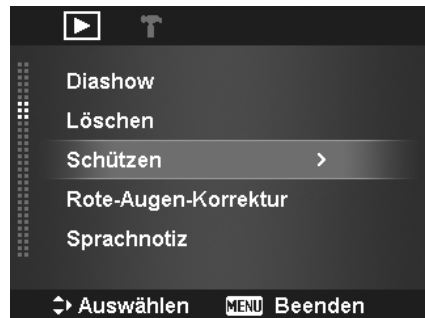 Diashow
Löschen
Schützen
Rote-Augen-Korrektur
Sprachnotiz
Auswählen MENU Beenden